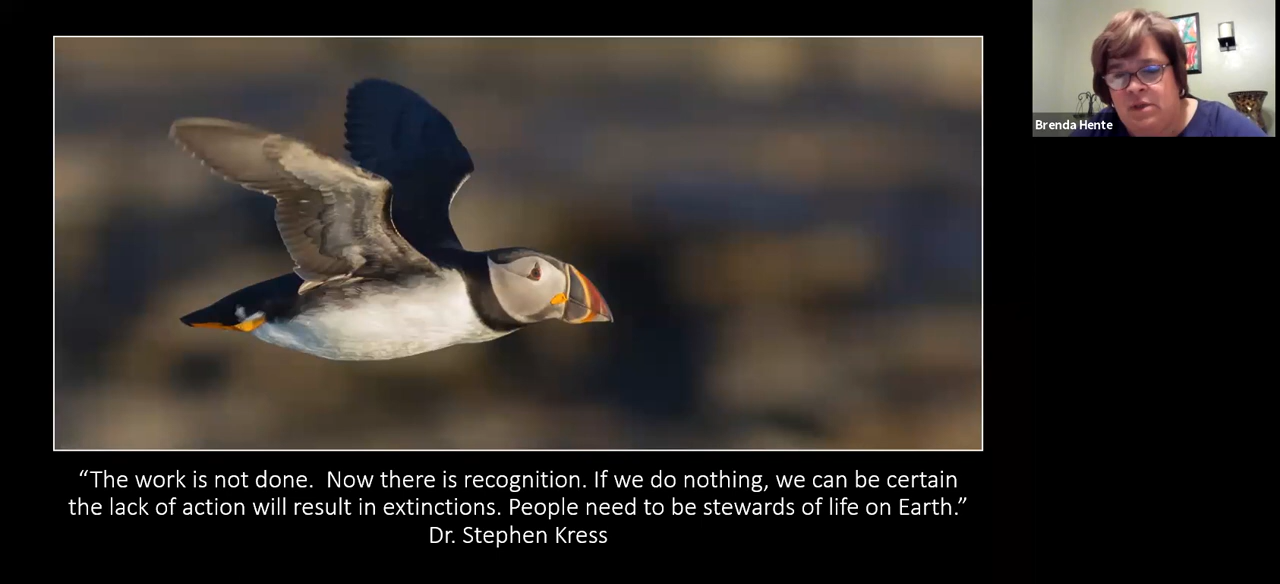 Brenda Hente
“The work is not done.  Now there is recognition. If we do nothing, we can be certain
the lack of action will result in extinctions. People need to be stewards of life on Earth.”
Dr. Stephen Kress